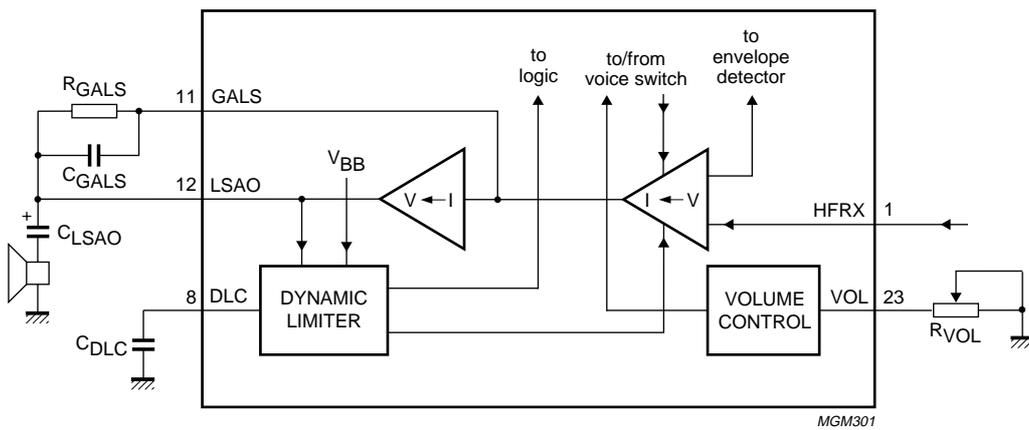 to
logic
to/from
voice switch
to
envelope
detector
RGALS
11 GALS
CGALS
VBB
12 LSAO
V ← I
I ← V
HFRX 1
+
CLSAO
8 DLC
DYNAMIC
LIMITER
VOLUME
CONTROL
VOL 23
RVOL
CDLC
MGM301